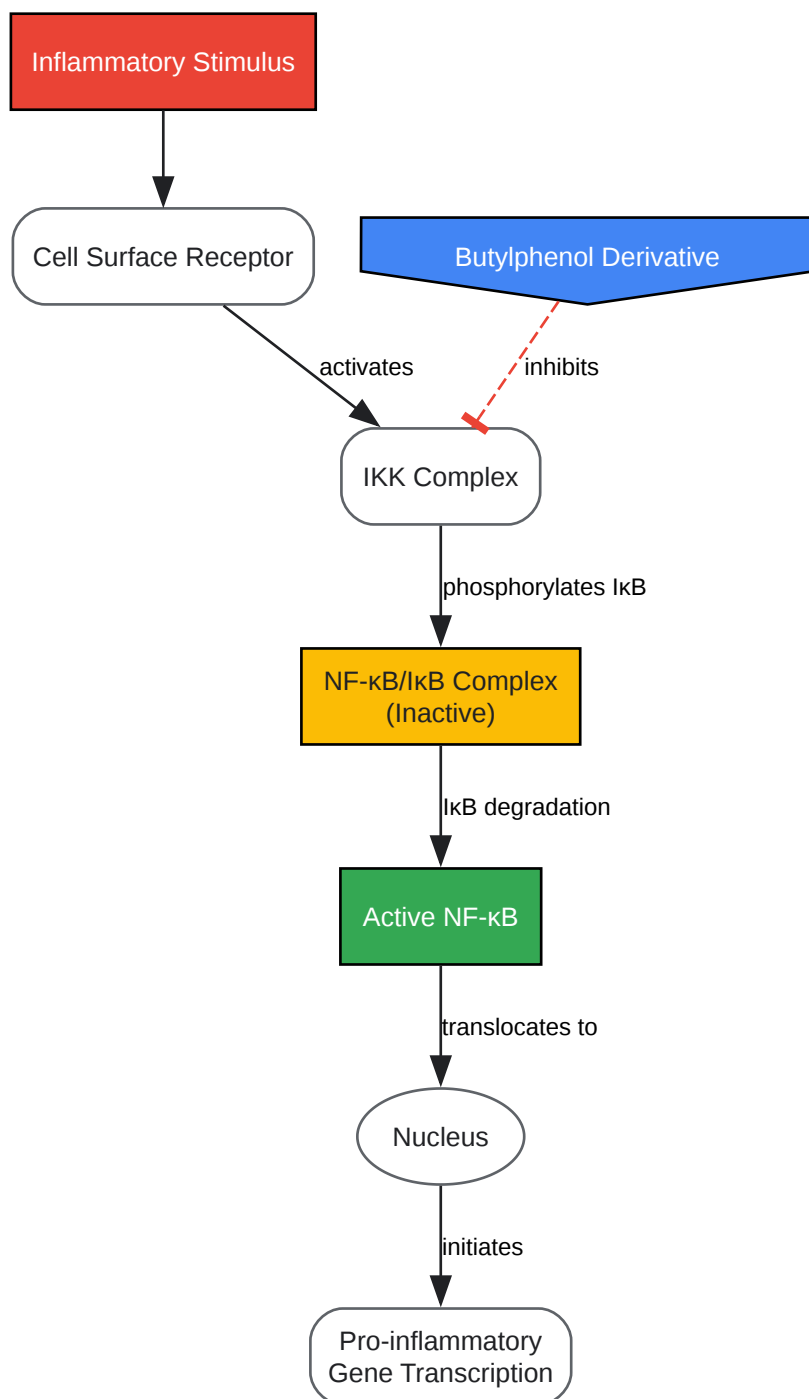 Inflammatory Stimulus
Cell Surface Receptor
Butylphenol Derivative
activates
inhibits
IKK Complex
phosphorylates IκB
NF-κB/IκB Complex
(Inactive)
IκB degradation
Active NF-κB
translocates to
Nucleus
initiates
Pro-inflammatory
Gene Transcription